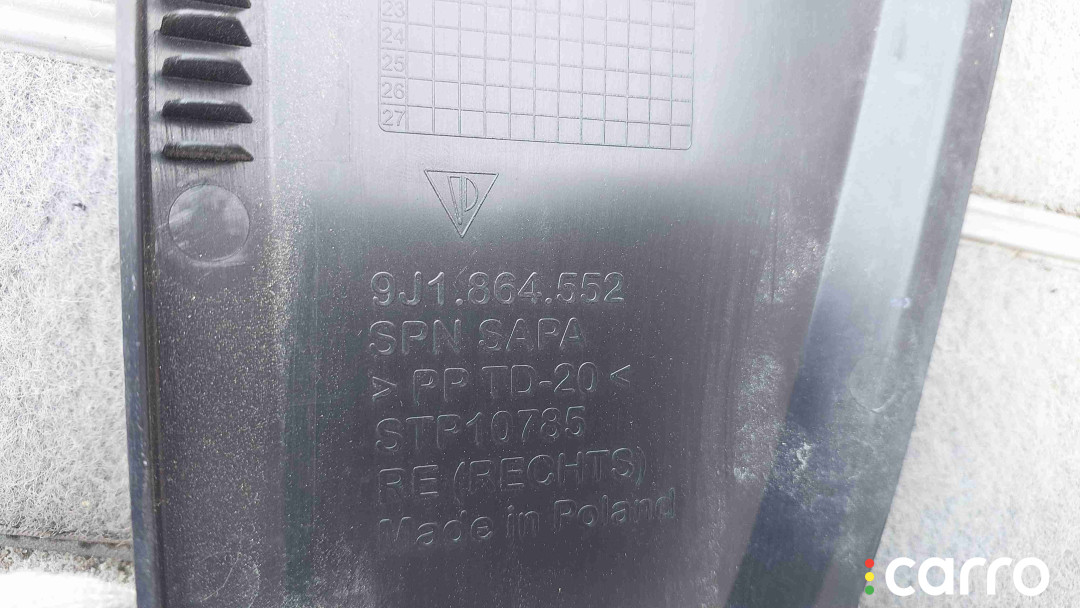 23
24
25
26
27
9J1.864.552
SPN SAPA
> PP TD-20 <
STP10785
RE (RECHTS)
Made in Poland
carro